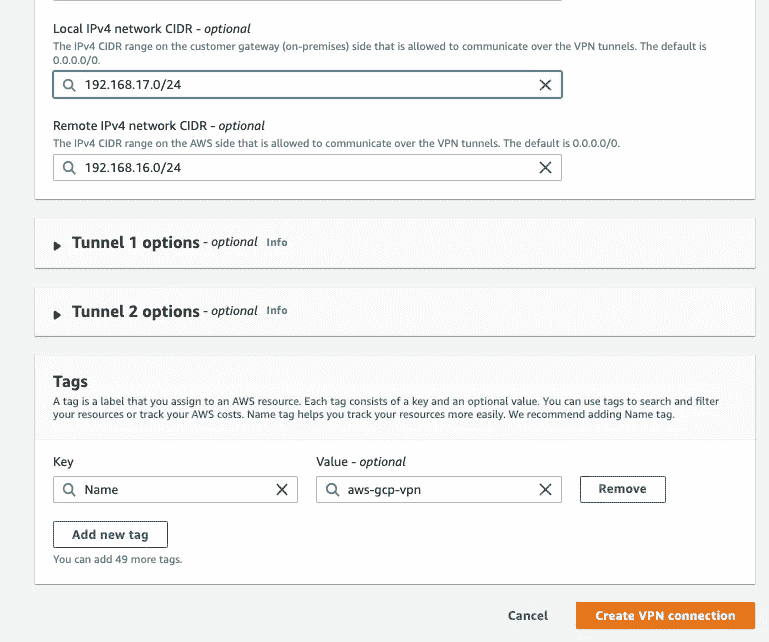 Local IPv4 network CIDR - optional
The IPv4 CIDR range on the customer gateway (on-premises) side that is allowed to communicate over the VPN tunnels. The default is
0.0.0.0/0.
192.168.17.0/24
Remote IPv4 network CIDR - optional
The IPv4 CIDR range on the AWS side that is allowed to communicate over the VPN tunnels. The default is 0.0.0.0/0.
192.168.16.0/24
Tunnel 1 options - optional Info
Tunnel 2 options - optional Info
Tags
A tag is a label that you assign to an AWS resource. Each tag consists of a key and an optional value. You can use tags to search and filter
your resources or track your AWS costs. Name tag helps you track your resources more easily. We recommend adding Name tag.
Key Value - optional
Name aws-gcp-vpn Remove
Add new tag
You can add 49 more tags.
Cancel Create VPN connection